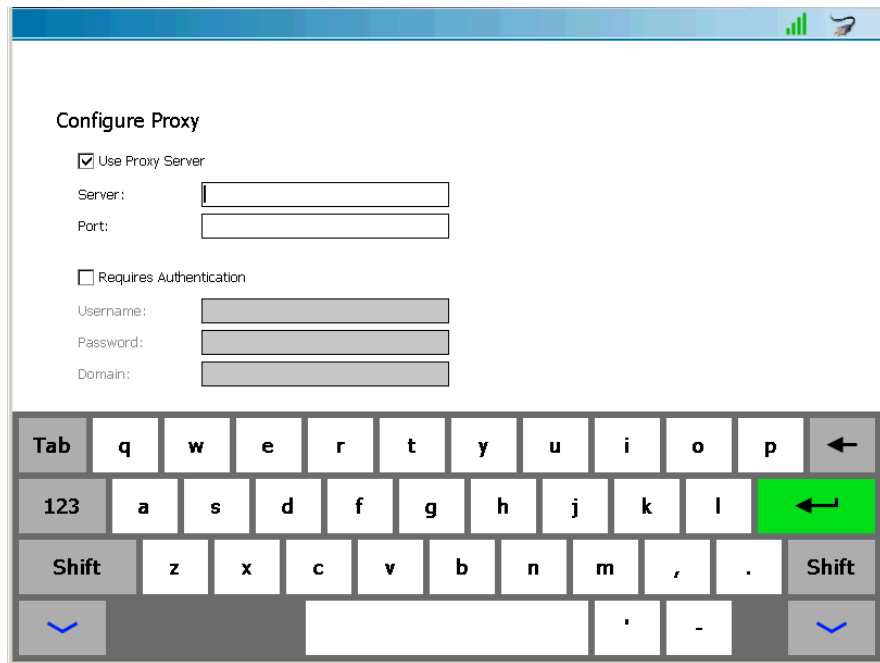 Configure Proxy
Use Proxy Server
Server:
Port:
Requires Authentication
Username:
Password:
Domain:
Tab q w e r t y u i o p
123 a s d f g h j k l
Shift z x c v b n m , . Shift
' -